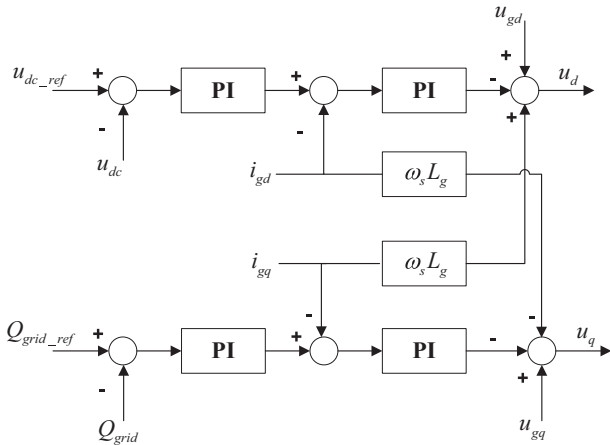 u_gd
+
u_dc_ref + PI + PI - u_d
- - +
u_dc
i_gd ω_s L_g
i_gq ω_s L_g
- -
Q_grid_ref + PI + PI - u_q
- +
Q_grid u_gq